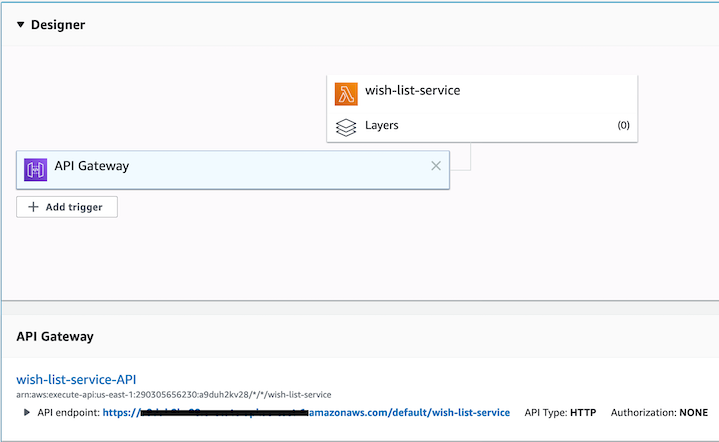 Designer
wish-list-service
Layers (0)
API Gateway
Add trigger
API Gateway
wish-list-service-API
arn:aws:execute-api:us-east-1:290305656230:a9duh2kv28/*/*/wish-list-service
API endpoint: https:// amazonaws.com/default/wish-list-service API Type: HTTP Authorization: NONE